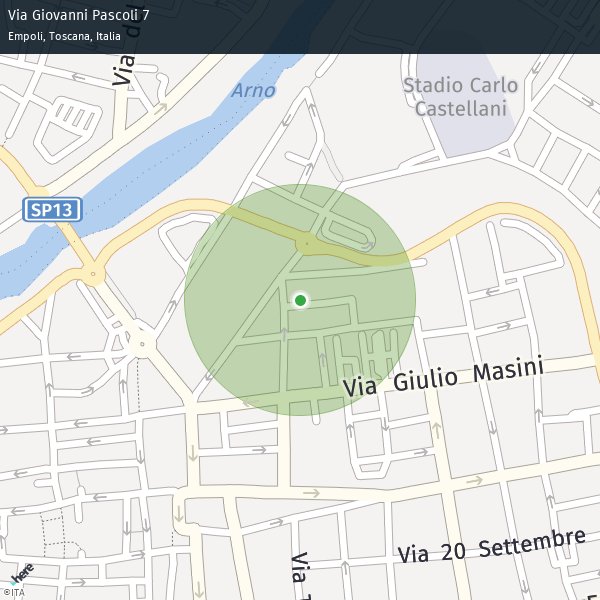 Via Giovanni Pascoli 7
Empoli, Toscana, Italia
Arno
Stadio Carlo
Castellani
SP13
Via Giulio Masini
Via 20 Settembre
Via
here
©ITA